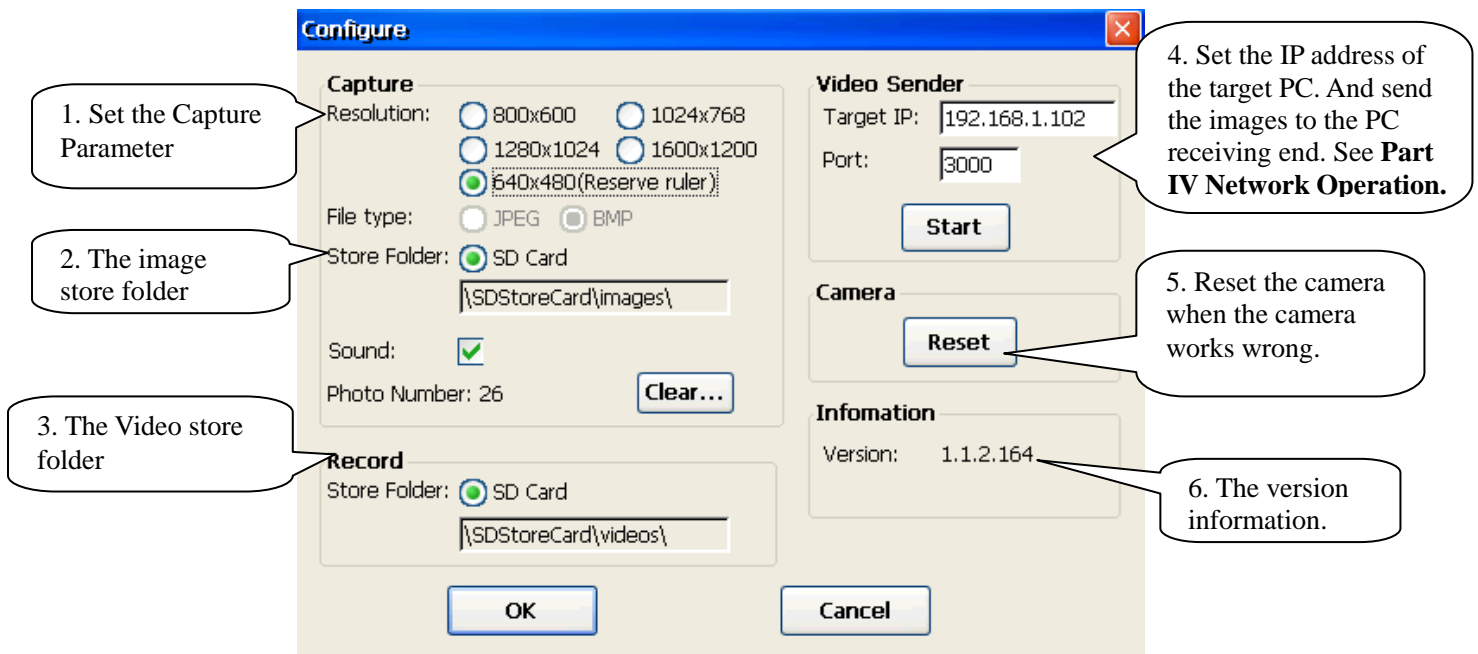 Configure
1. Set the Capture
Parameter
Capture
Resolution:
800x600
1024x768
1280x1024
1600x1200
640x480(Reserve ruler)
File type:
JPEG
BMP
2. The image
store folder
Store Folder:
SD Card
\SDStoreCard\images\
Sound:
Photo Number: 26
Clear...
3. The Video store
folder
Record
Store Folder:
SD Card
\SDStoreCard\videos\
Video Sender
Target IP:
192.168.1.102
Port:
3000
Start
4. Set the IP address of
the target PC. And send
the images to the PC
receiving end. See Part
IV Network Operation.
Camera
Reset
5. Reset the camera
when the camera
works wrong.
Infomation
Version:
1.1.2.164
6. The version
information.
OK
Cancel